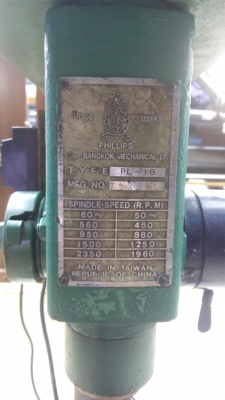 TRADE MARKS
PHILLIPS
BANGKOK MECHANICAL
TYPE PL-18
MFG. NO.
SPINDLE SPEED (R.P.M)
60~ 50~
560 460
950 880
1500 1250
2350 1960
MADE IN TAIWAN
REPUBLIC OF CHINA